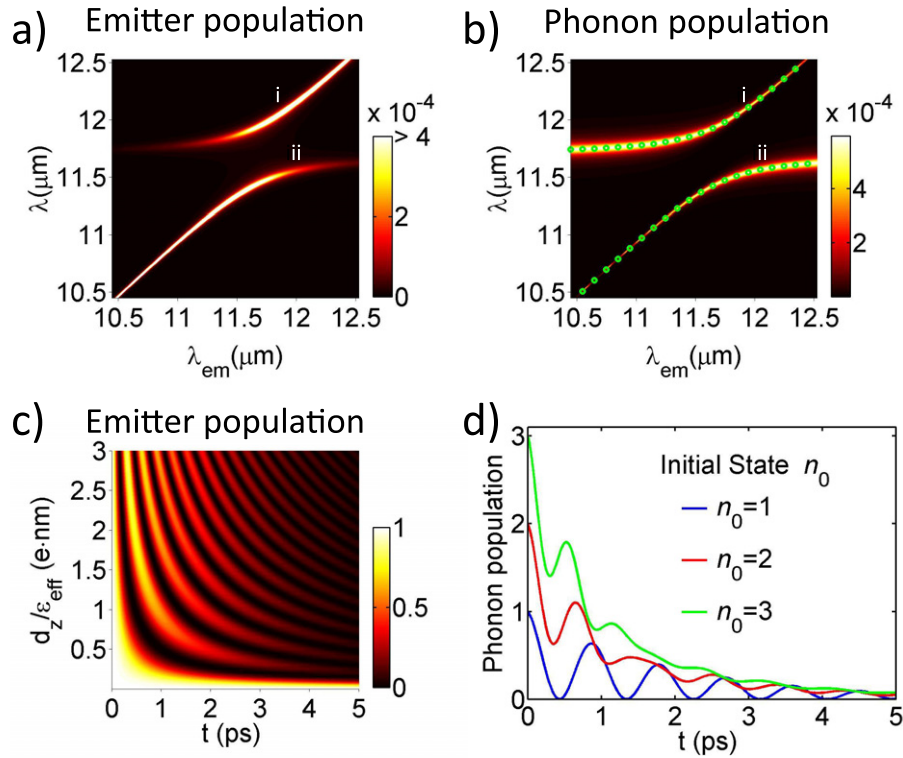 a) Emitter population
12.5
12
11.5
11
10.5
λ(μm)
i
ii
10.5 11 11.5 12 12.5
λem(μm)
x 10⁻⁴
> 4
2
0
b) Phonon population
12.5
12
11.5
11
10.5
λ(μm)
i
ii
10.5 11 11.5 12 12.5
λem(μm)
x 10⁻⁴
4
2
c) Emitter population
3
2.5
2
1.5
1
0.5
dz/εeff (e·nm)
0 1 2 3 4 5
t (ps)
1
0.5
0
d)
3
2
1
0
Phonon population
Initial State n₀
n₀=1
n₀=2
n₀=3
0 1 2 3 4 5
t (ps)